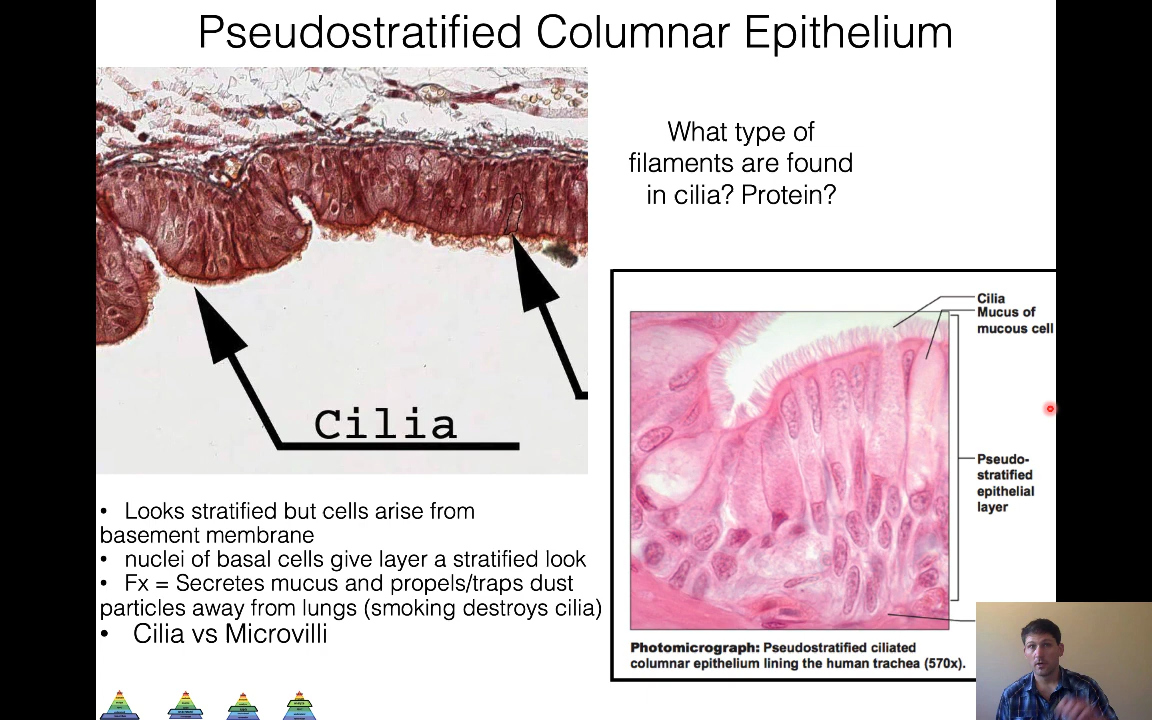 Pseudostratified Columnar Epithelium
What type of
filaments are found
in cilia? Protein?
Cilia
Cilia
Mucus of
mucous cell
Pseudo-
stratified
epithelial
layer
Photomicrograph: Pseudostratified ciliated
columnar epithelium lining the human trachea (570x).
• Looks stratified but cells arise from
basement membrane
• nuclei of basal cells give layer a stratified look
• Fx = Secretes mucus and propels/traps dust
particles away from lungs (smoking destroys cilia)
• Cilia vs Microvilli